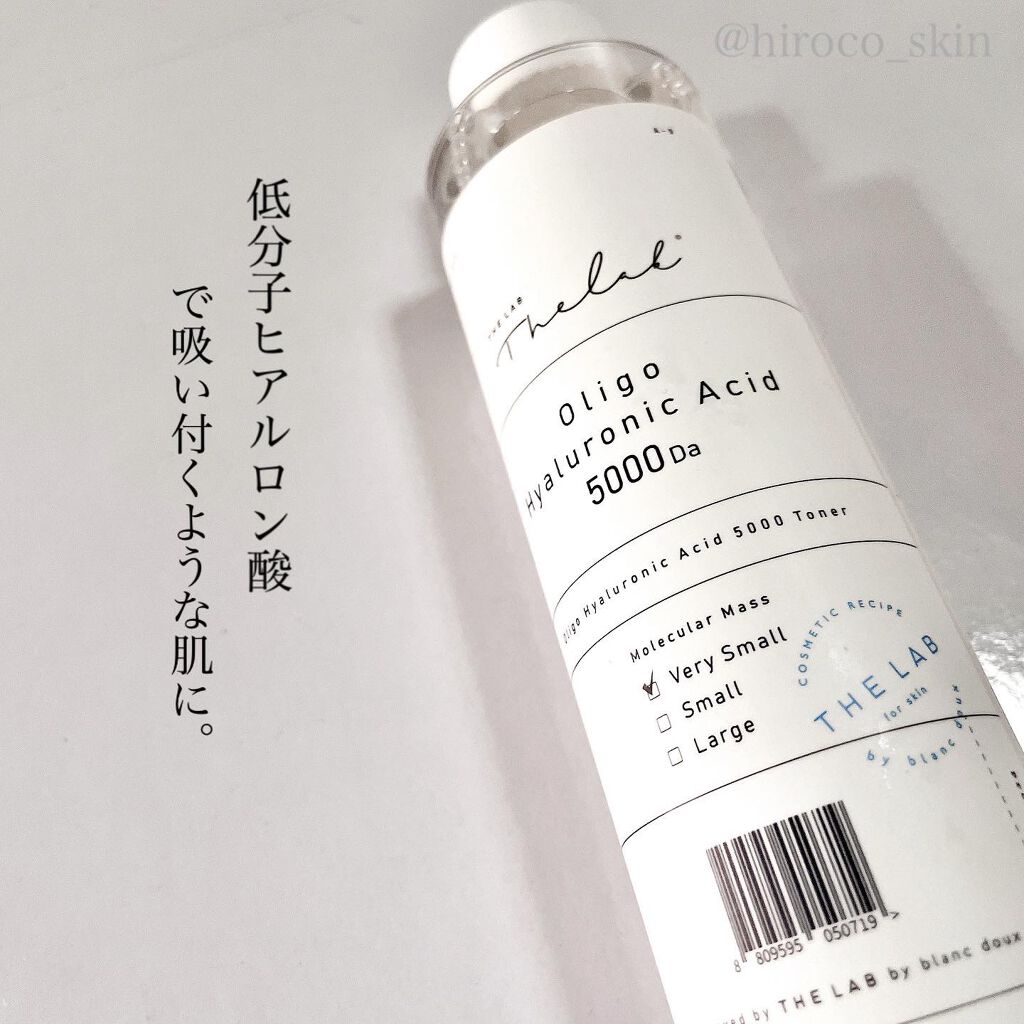 @hiroco_skin
低分子ヒアルロン酸
で吸い付くような肌に。
THE LAB
Thelab
Oligo
Hyaluronic Acid
5000Da
Oligo Hyaluronic Acid 5000 Toner
Molecular Mass
Very Small
Small
Large
COSMETIC RECIPE
THE LAB
for skin
by blanc doux
8 809595 050719 >
by THE LAB by blanc doux